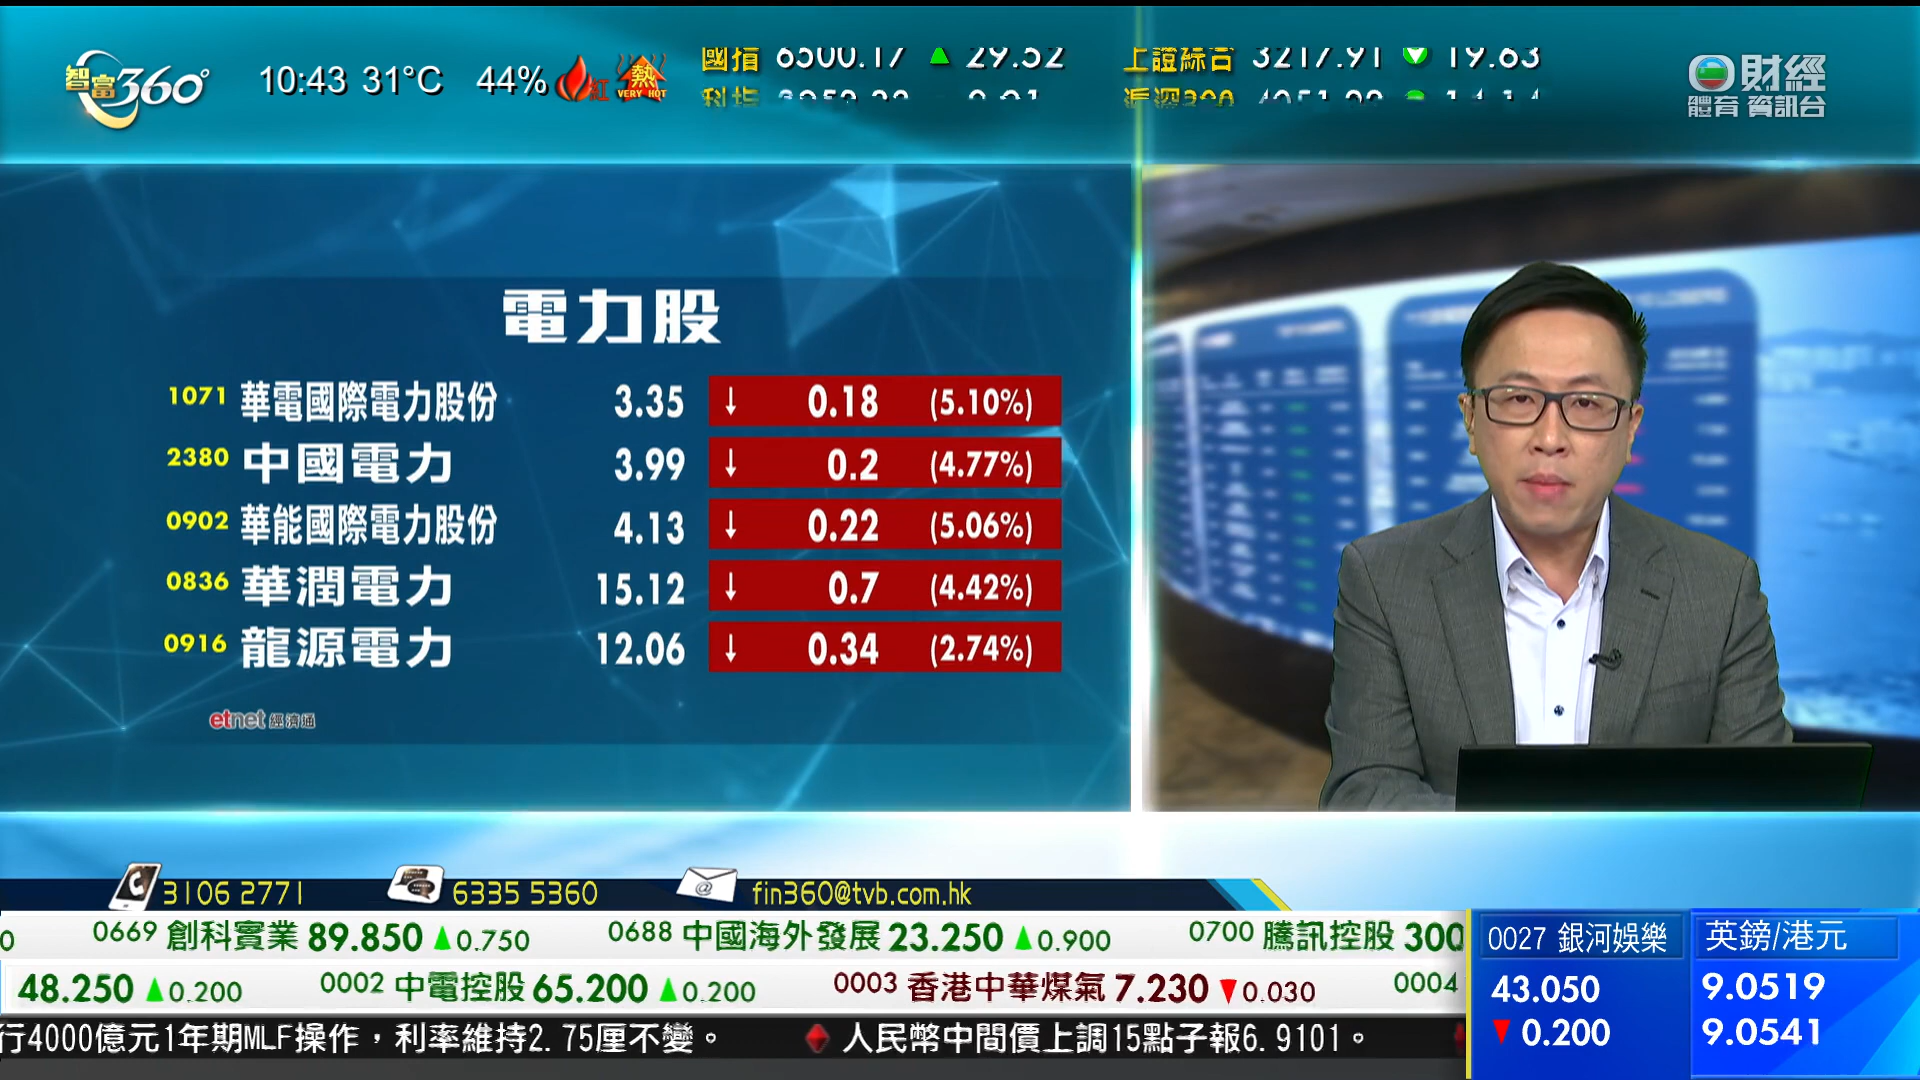 智富360°
10:43 31°C 44% 紅 熱 VERY HOT
國指 6500.17 ▲ 29.52 上證綜合 3217.91 ▼ 19.63
財經
體育 資訊台
電力股
1071 華電國際電力股份 3.35 ↓ 0.18 (5.10%)
2380 中國電力 3.99 ↓ 0.2 (4.77%)
0902 華能國際電力股份 4.13 ↓ 0.22 (5.06%)
0836 華潤電力 15.12 ↓ 0.7 (4.42%)
0916 龍源電力 12.06 ↓ 0.34 (2.74%)
etnet 經濟通
3106 2771 6335 5360 fin360@tvb.com.hk
0 0669 創科實業 89.850 ▲0.750 0688 中國海外發展 23.250 ▲0.900 0700 騰訊控股 300
48.250 ▲0.200 0002 中電控股 65.200 ▲0.200 0003 香港中華煤氣 7.230 ▼0.030 0004
行4000億元1年期MLF操作，利率維持2.75厘不變。 人民幣中間價上調15點子報6.9101。
0027 銀河娛樂
43.050
▼ 0.200
英鎊/港元
9.0519
9.0541